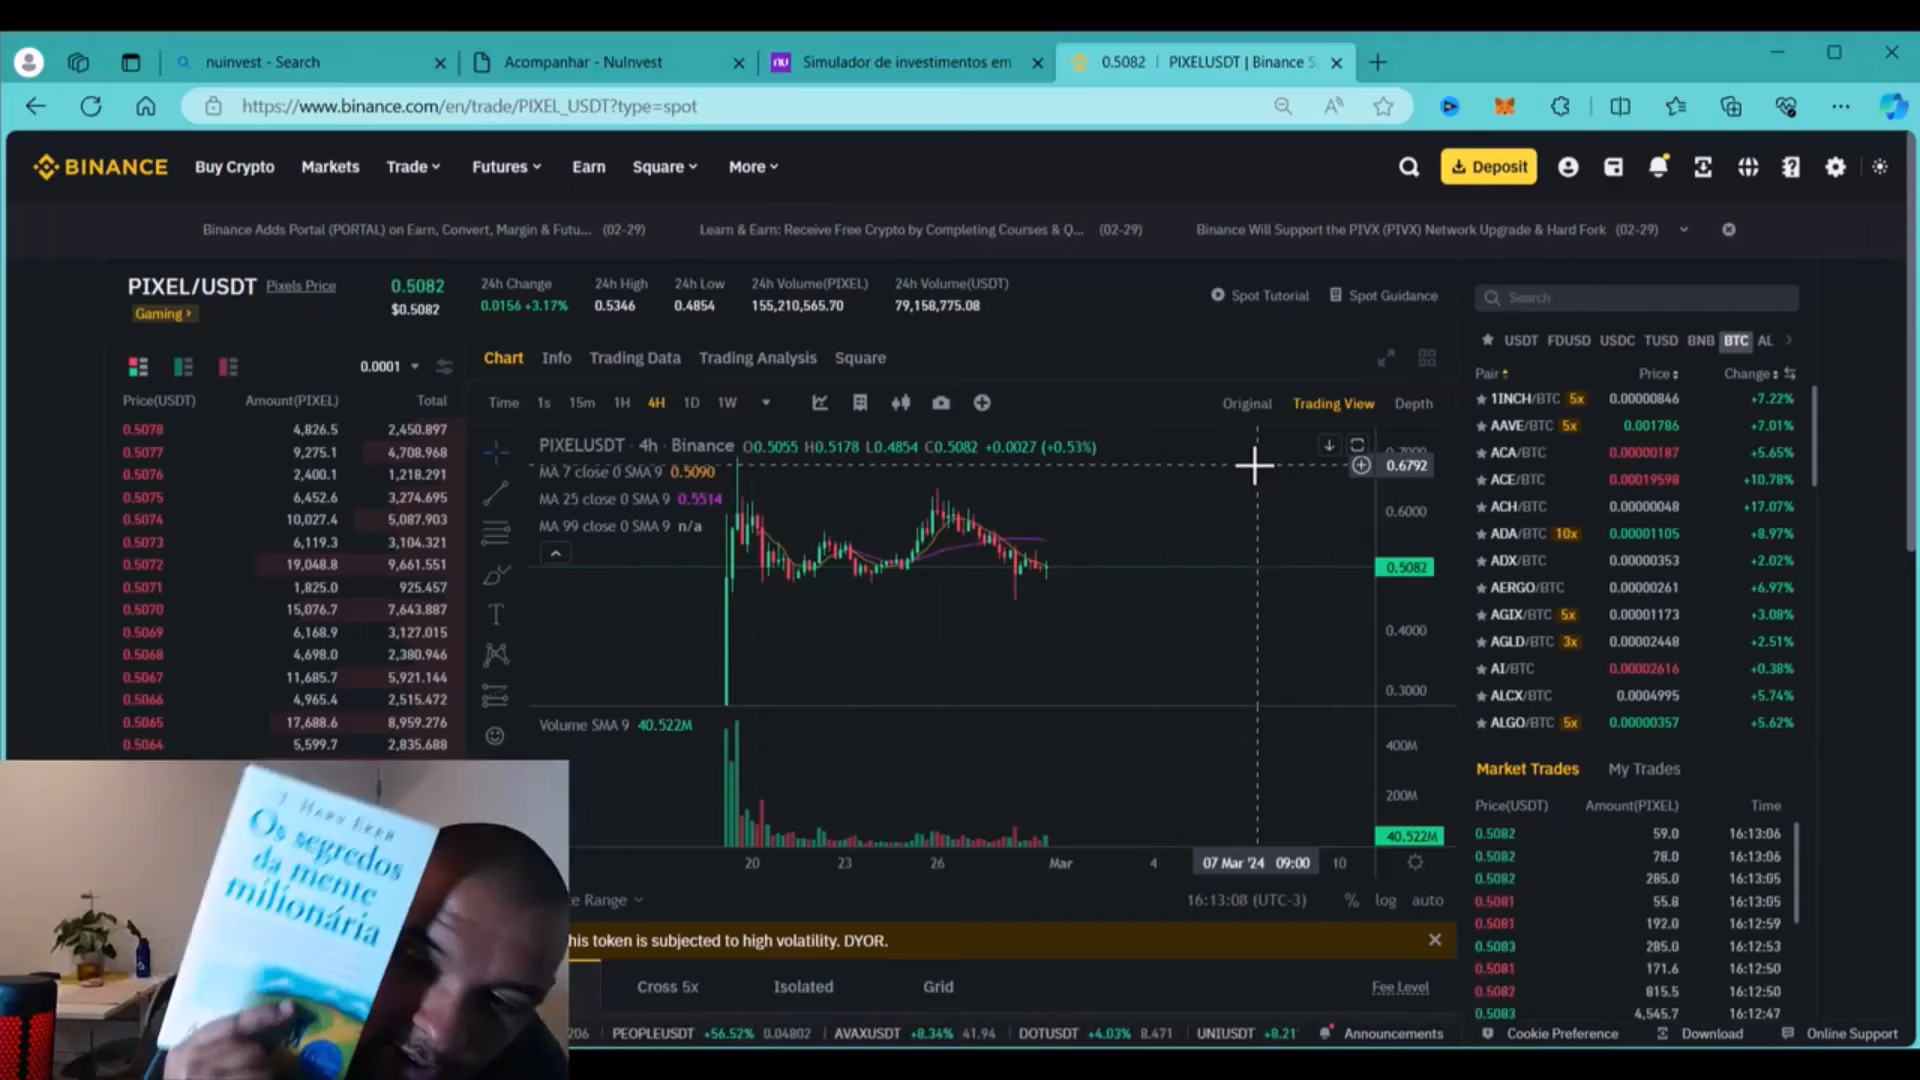 nuinvest - Search
Acompanhar - NuInvest
nu Simulador de investimentos em
0.5082 | PIXELUSDT | Binance S
https://www.binance.com/en/trade/PIXEL_USDT?type=spot
BINANCE Buy Crypto Markets Trade Futures Earn Square More Deposit
Binance Adds Portal (PORTAL) on Earn, Convert, Margin & Futu... (02-29)
Learn & Earn: Receive Free Crypto by Completing Courses & Q... (02-29)
Binance Will Support the PIVX (PIVX) Network Upgrade & Hard Fork (02-29)
PIXEL/USDT Pixels Price
Gaming
0.5082
$0.5082
24h Change
0.0156 +3.17%
24h High
0.5346
24h Low
0.4854
24h Volume(PIXEL)
155,210,565.70
24h Volume(USDT)
79,158,775.08
Spot Tutorial Spot Guidance
0.0001
Price(USDT) Amount(PIXEL) Total
0.5078 4,826.5 2,450.897
0.5077 9,275.1 4,708.968
0.5076 2,400.1 1,218.291
0.5075 6,452.6 3,274.695
0.5074 10,027.4 5,087.903
0.5073 6,119.3 3,104.321
0.5072 19,048.8 9,661.551
0.5071 1,825.0 925.457
0.5070 15,076.7 7,643.887
0.5069 6,168.9 3,127.015
0.5068 4,698.0 2,380.946
0.5067 11,685.7 5,921.144
0.5066 4,965.4 2,515.472
0.5065 17,688.6 8,959.276
0.5064 5,599.7 2,835.688
Chart Info Trading Data Trading Analysis Square
Time 1s 15m 1H 4H 1D 1W
Original Trading View Depth
PIXELUSDT · 4h · Binance O0.5055 H0.5178 L0.4854 C0.5082 +0.0027 (+0.53%)
MA 7 close 0 SMA 9 0.5090
MA 25 close 0 SMA 9 0.5514
MA 99 close 0 SMA 9 n/a
0.6792
0.6000
0.5082
0.4000
0.3000
Volume SMA 9 40.522M
400M
200M
40.522M
20 23 26 Mar 4 07 Mar '24 09:00 10
e Range
16:13:08 (UTC-3) % log auto
his token is subjected to high volatility. DYOR.
Cross 5x Isolated Grid Fee Level
Search
USDT FDUSD USDC TUSD BNB BTC AL
Pair Price Change
1INCH/BTC 5x 0.00000846 +7.22%
AAVE/BTC 5x 0.001786 +7.01%
ACA/BTC 0.00000187 +5.65%
ACE/BTC 0.00019598 +10.78%
ACH/BTC 0.00000048 +17.07%
ADA/BTC 10x 0.00001105 +8.97%
ADX/BTC 0.00000353 +2.02%
AERGO/BTC 0.00000261 +6.97%
AGIX/BTC 5x 0.00001173 +3.08%
AGLD/BTC 3x 0.00002448 +2.51%
AI/BTC 0.00002616 +0.38%
ALCX/BTC 0.0004995 +5.74%
ALGO/BTC 5x 0.00000357 +5.62%
Market Trades My Trades
Price(USDT) Amount(PIXEL) Time
0.5082 59.0 16:13:06
0.5082 78.0 16:13:06
0.5082 285.0 16:13:05
0.5081 55.8 16:13:05
0.5081 192.0 16:12:59
0.5083 285.0 16:12:53
0.5081 171.6 16:12:50
0.5082 815.5 16:12:50
0.5083 4,545.7 16:12:47
206 PEOPLEUSDT +56.52% 0.04802 AVAXUSDT +8.34% 41.94 DOTUSDT +4.03% 8.471 UNIUSDT +8.21 Announcements Cookie Preference Download Online Support
T. Harv Eker
Os segredos
da mente
milionária